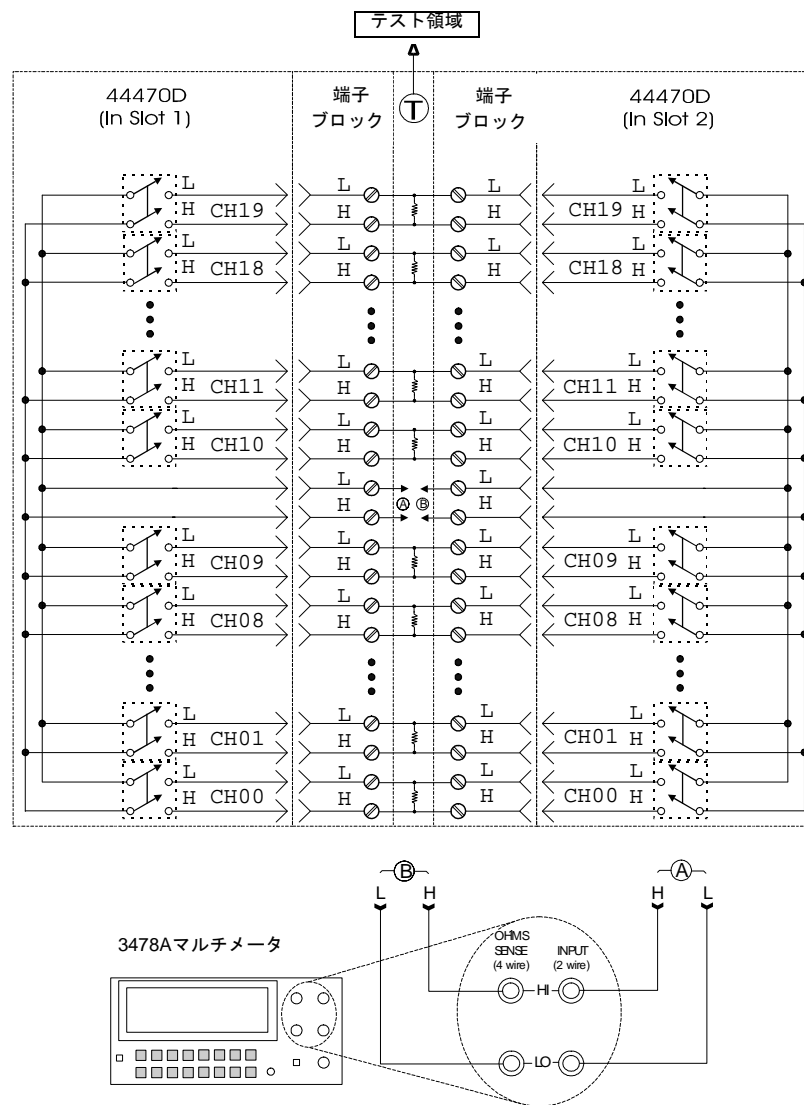 テスト領域
44470D
(In Slot 1)
端子
ブロック
T
端子
ブロック
44470D
(In Slot 2)
L L L L
H CH19 H H CH19 H
L L L L
H CH18 H H CH18 H
L L L L
H CH11 H H CH11 H
L L L L
H CH10 H H CH10 H
L L
H A B H
L L L L
H CH09 H H CH09 H
L L L L
H CH08 H H CH08 H
L L L L
H CH01 H H CH01 H
L L L L
H CH00 H H CH00 H
B A
L H H L
3478Aマルチメータ
OHMS
SENSE
(4 wire)
INPUT
(2 wire)
HI
LO